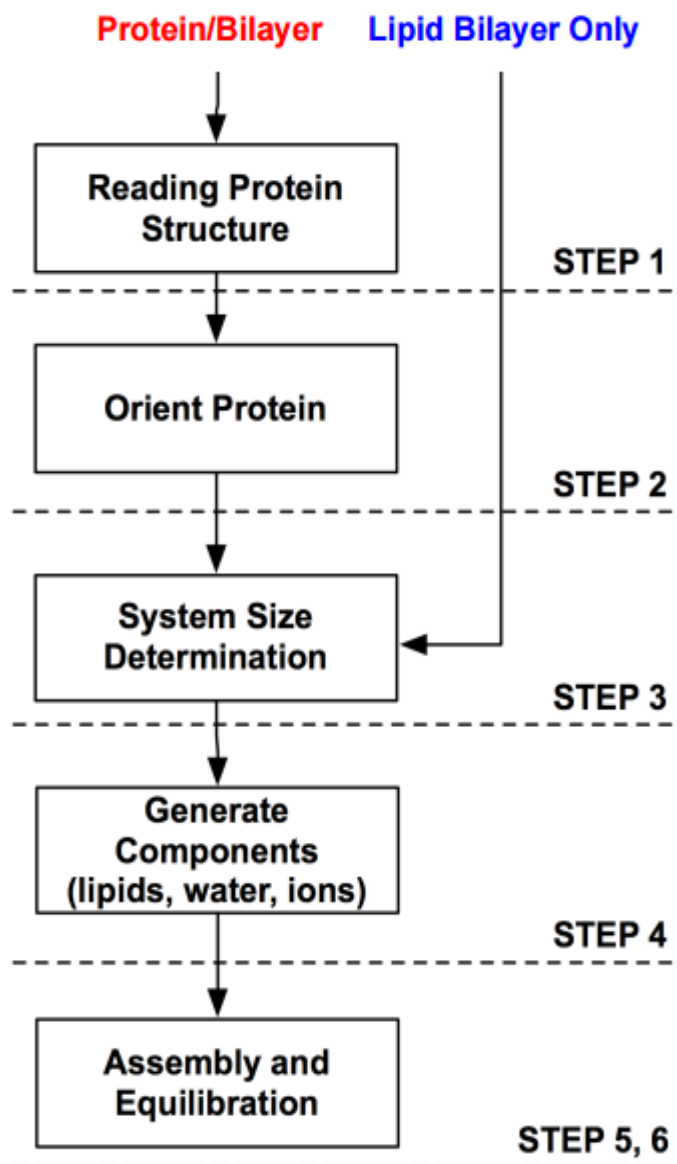 Protein/Bilayer Lipid Bilayer Only
Reading Protein
Structure
STEP 1
Orient Protein
STEP 2
System Size
Determination
STEP 3
Generate
Components
(lipids, water, ions)
STEP 4
Assembly and
Equilibration
STEP 5, 6